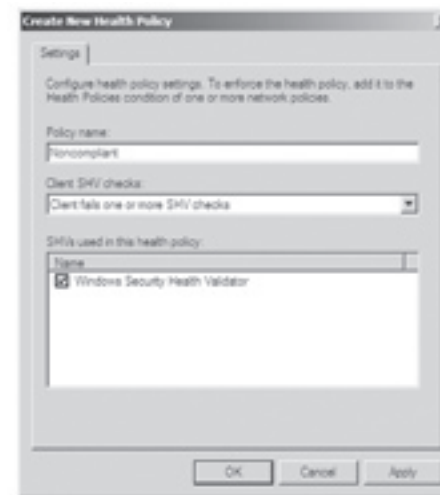 Create New Health Policy
Settings
Configure health policy settings. To enforce the health policy, add it to the
Health Policies condition of one or more network policies.
Policy name:
Noncompliant
Client SHV checks:
Client fails one or more SHV checks
SHVs used in this health policy:
Name
Windows Security Health Validator
OK
Cancel
Apply